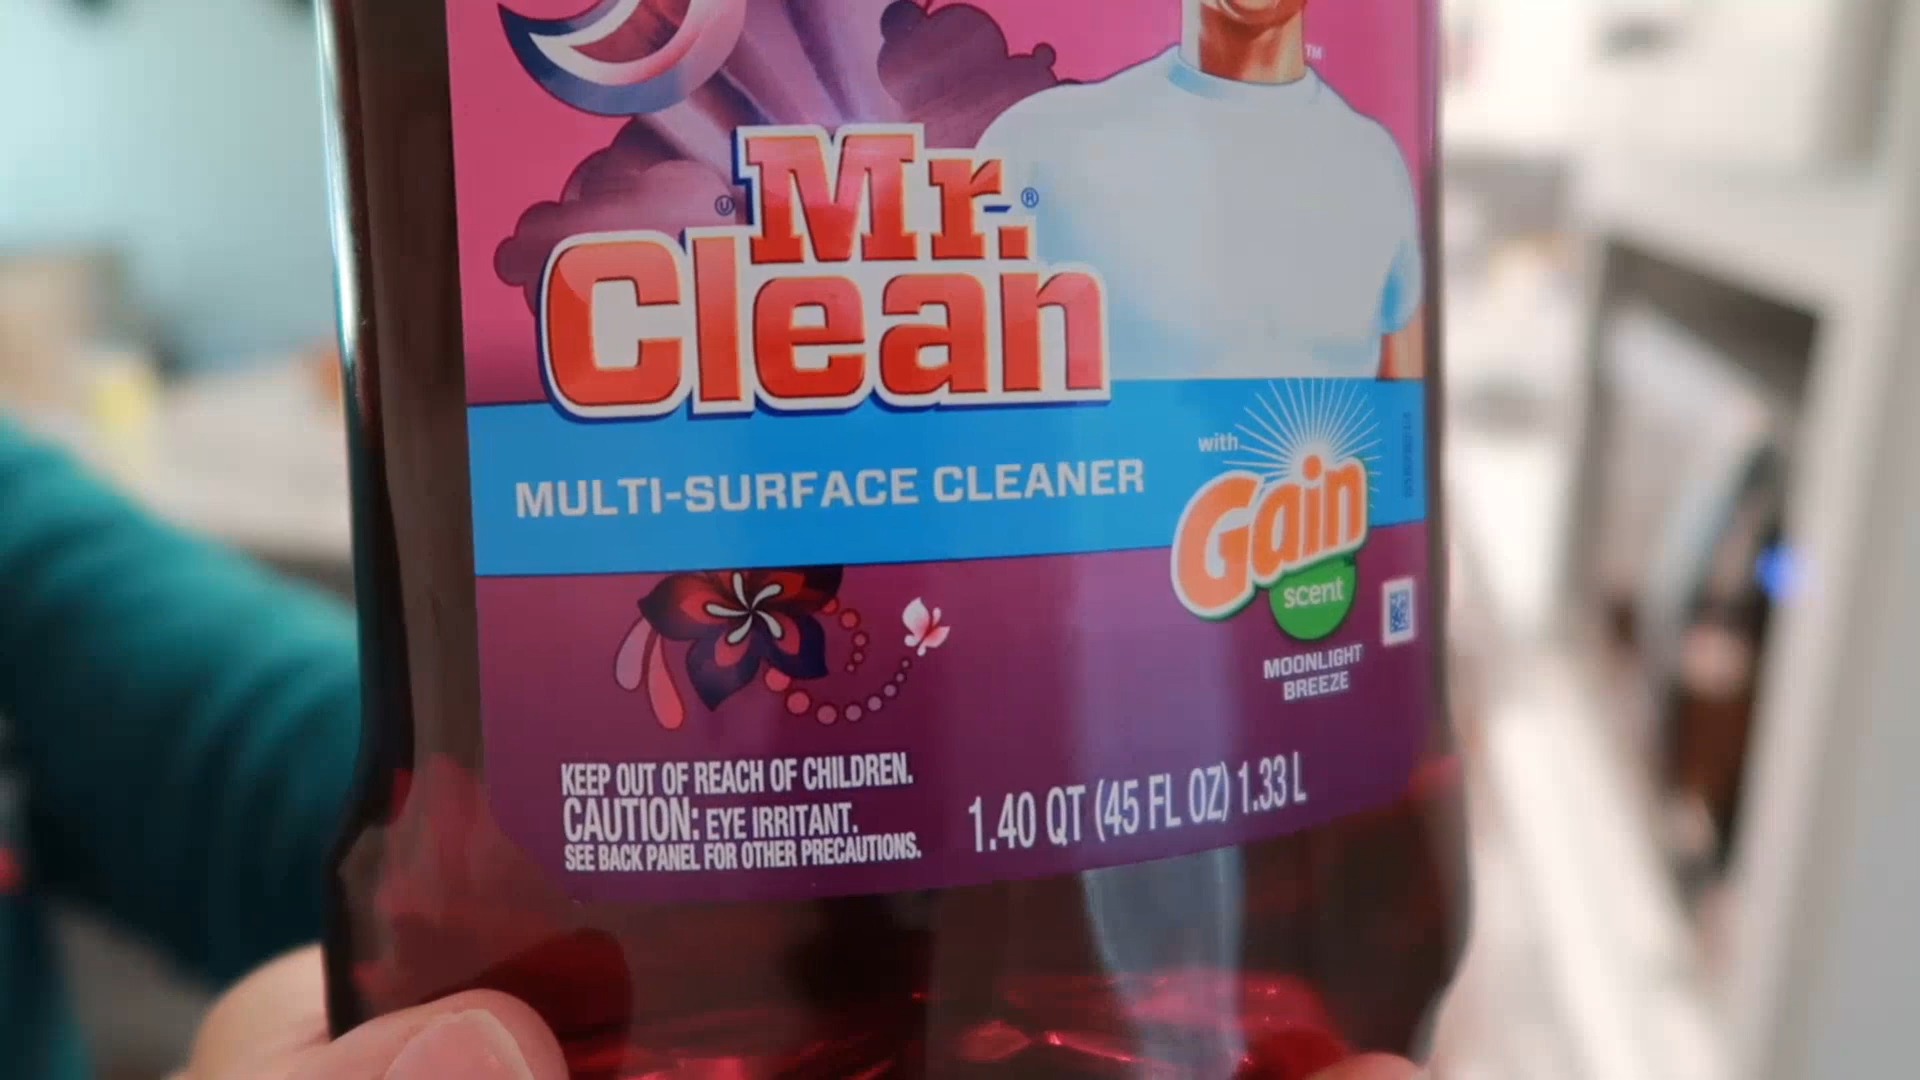 TM
Mr. ®
Clean
MULTI-SURFACE CLEANER
with
Gain
scent
MOONLIGHT
BREEZE
KEEP OUT OF REACH OF CHILDREN.
CAUTION: EYE IRRITANT.
SEE BACK PANEL FOR OTHER PRECAUTIONS.
1.40 QT (45 FL OZ) 1.33 L